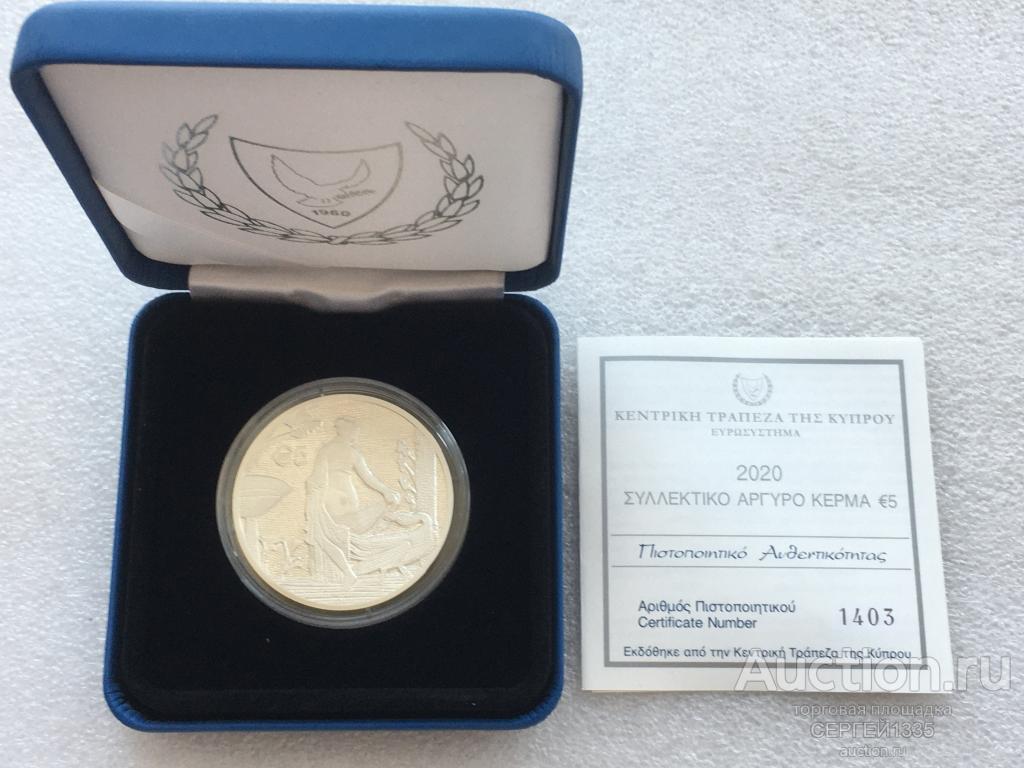 1960
ΚΕΝΤΡΙΚΗ ΤΡΑΠΕΖΑ ΤΗΣ ΚΥΠΡΟΥ
ΕΥΡΩΣΥΣΤΗΜΑ
2020
ΣΥΛΛΕΚΤΙΚΟ ΑΡΓΥΡΟ ΚΕΡΜΑ €5
Πιστοποιητικό Αυθεντικότητας
Αριθμός Πιστοποιητικού
Certificate Number 1403
Εκδόθηκε από την Κεντρική Τράπεζα της Κύπρου
Auction.ru
торговая площадка
СЕРГЕЙ1335
auction.ru